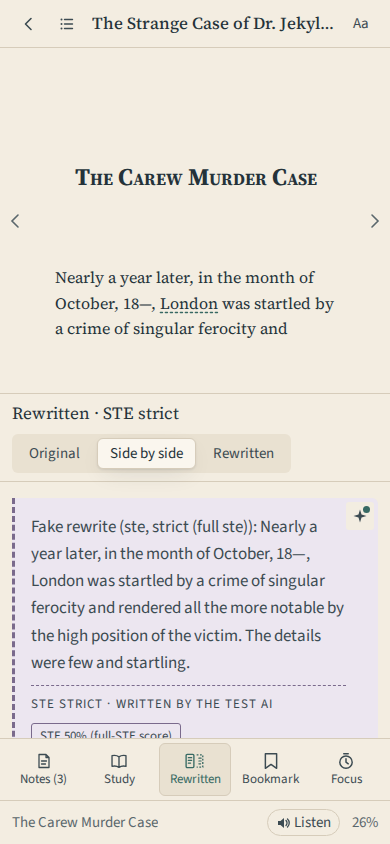 The Strange Case of Dr. Jekyl...
Aa
The Carew Murder Case
Nearly a year later, in the month of
October, 18—, London was startled by
a crime of singular ferocity and
Rewritten · STE strict
Original
Side by side
Rewritten
Fake rewrite (ste, strict (full ste)): Nearly a
year later, in the month of October, 18—,
London was startled by a crime of singular
ferocity and rendered all the more notable by
the high position of the victim. The details
were few and startling.
STE STRICT · WRITTEN BY THE TEST AI
STE 50% (full-STE score)
Notes (3)
Study
Rewritten
Bookmark
Focus
The Carew Murder Case
Listen
26%